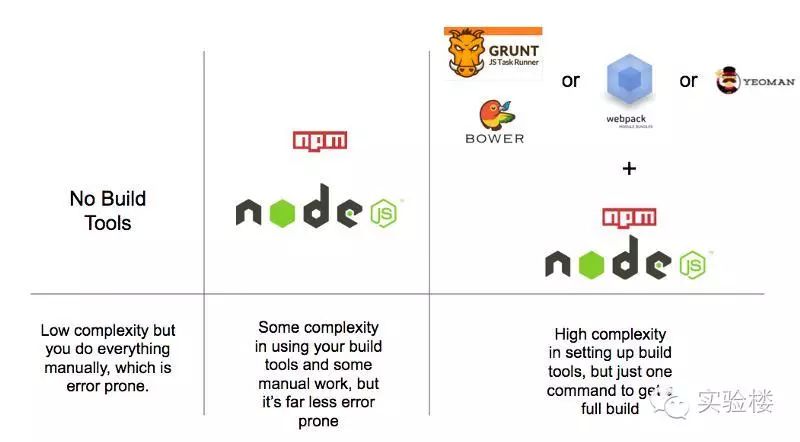 GRUNT
JS Task Runner
or
webpack
MODULE BUNDLER
or
YEOMAN
BOWER
+
npm
node
JS
npm
node
JS
No Build
Tools
Low complexity but
you do everything
manually, which is
error prone.
Some complexity
in using your build
tools and some
manual work, but
it's far less error
prone
High complexity
in setting up build
tools, but just one
command to get
full build
实验楼